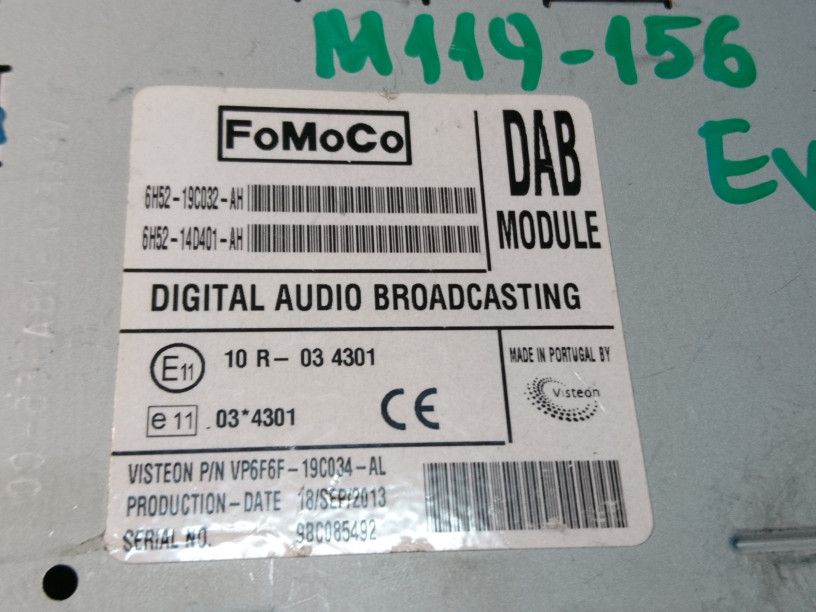 M119-156
Ev
FoMoCo
DAB
MODULE
6H52-19C032-AH
6H52-14D401-AH
DIGITAL AUDIO BROADCASTING
E11 10 R-03 4301
e 11 .03*4301 CE
MADE IN PORTUGAL BY
Visteon
VISTEON P/N VP6F6F-19C034-AL
PRODUCTION-DATE 18/SEP/2013
SERIAL NO. 98C085492